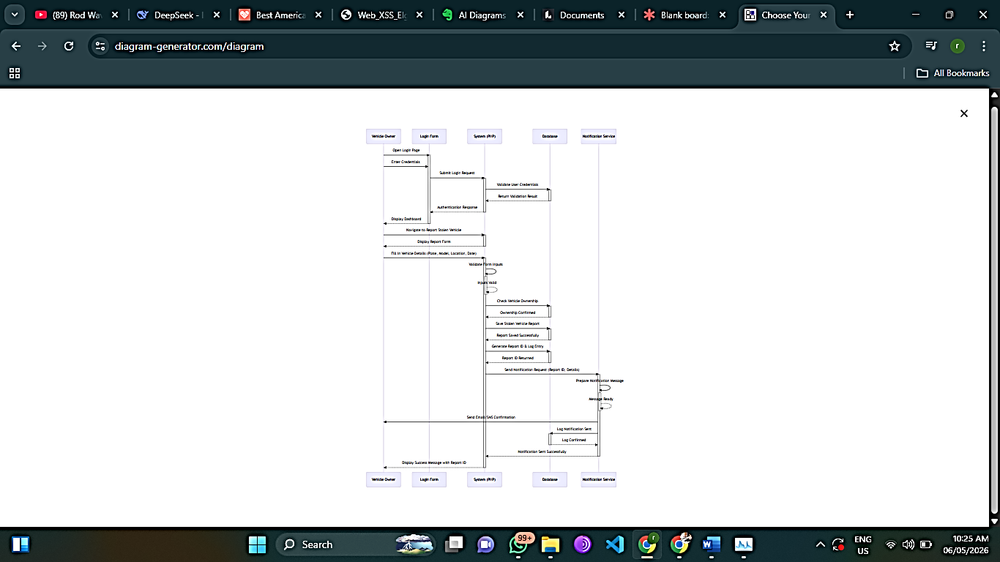 (89) Rod Wav
DeepSeek -
Best America
Web_XSS_Elg
AI Diagrams
Documents
Blank board:
Choose Your
diagram-generator.com/diagram
r
All Bookmarks
Vehicle Owner
Login Form
System (PHP)
Database
Notification Service
Open Login Page
Enter Credentials
Submit Login Request
Validate User Credentials
Return Validation Result
Authentication Response
Display Dashboard
Navigate to Report Stolen Vehicle
Display Report Form
Fill in Vehicle Details (Plate, Model, Location, Date)
Validate Form Inputs
Inputs Valid
Check Vehicle Ownership
Ownership Confirmed
Save Stolen Vehicle Report
Report Saved Successfully
Generate Report ID & Log Entry
Report ID Returned
Send Notification Request (Report ID, Details)
Prepare Notification Message
Message Ready
Send Email/SMS Confirmation
Log Notification Sent
Log Confirmed
Notification Sent Successfully
Display Success Message with Report ID
Vehicle Owner
Login Form
System (PHP)
Database
Notification Service
Search
99+
r
ENG
US
10:25 AM
06/05/2026